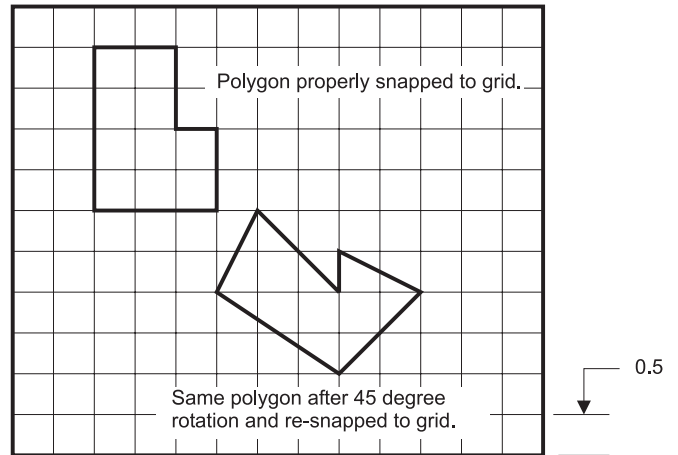 Polygon properly snapped to grid.
0.5
Same polygon after 45 degree
rotation and re-snapped to grid.